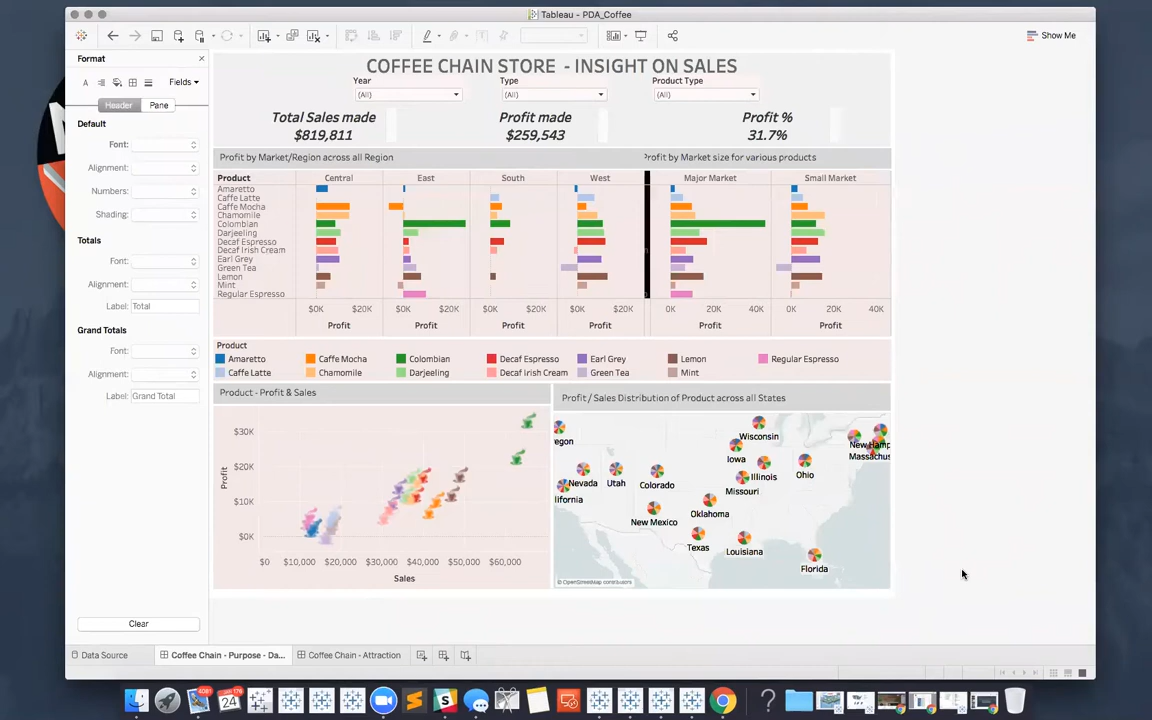 Tableau - PDA_Coffee
Show Me
Format
Fields
Header Pane
Default
Font:
Alignment:
Numbers:
Shading:
Totals
Font:
Alignment:
Label: Total
Grand Totals
Font:
Alignment:
Label: Grand Total
Clear
COFFEE CHAIN STORE - INSIGHT ON SALES
Year Type Product Type
(All) (All) (All)
Total Sales made Profit made Profit %
$819,811 $259,543 31.7%
Profit by Market/Region across all Region
Profit by Market size for various products
Product Central East South West Major Market Small Market
Amaretto
Caffe Latte
Caffe Mocha
Chamomile
Colombian
Darjeeling
Decaf Espresso
Decaf Irish Cream
Earl Grey
Green Tea
Lemon
Mint
Regular Espresso
$0K $20K $0K $20K $0K $20K $0K $20K 0K 20K 40K 0K 20K 40K
Profit Profit Profit Profit Profit Profit
Product
Amaretto Caffe Mocha Colombian Decaf Espresso Earl Grey Lemon Regular Espresso
Caffe Latte Chamomile Darjeeling Decaf Irish Cream Green Tea Mint
Product - Profit & Sales
$30K
$20K
$10K
$0K
Profit
$0 $10,000 $20,000 $30,000 $40,000 $50,000 $60,000
Sales
Profit / Sales Distribution of Product across all States
Wisconsin
egon
New Hamp
Massachus
Iowa
Illinois
Ohio
Nevada
Utah
Colorado
Missouri
lifornia
Oklahoma
New Mexico
Texas
Louisiana
Florida
© OpenStreetMap contributors
Data Source Coffee Chain - Purpose - Da... Coffee Chain - Attraction